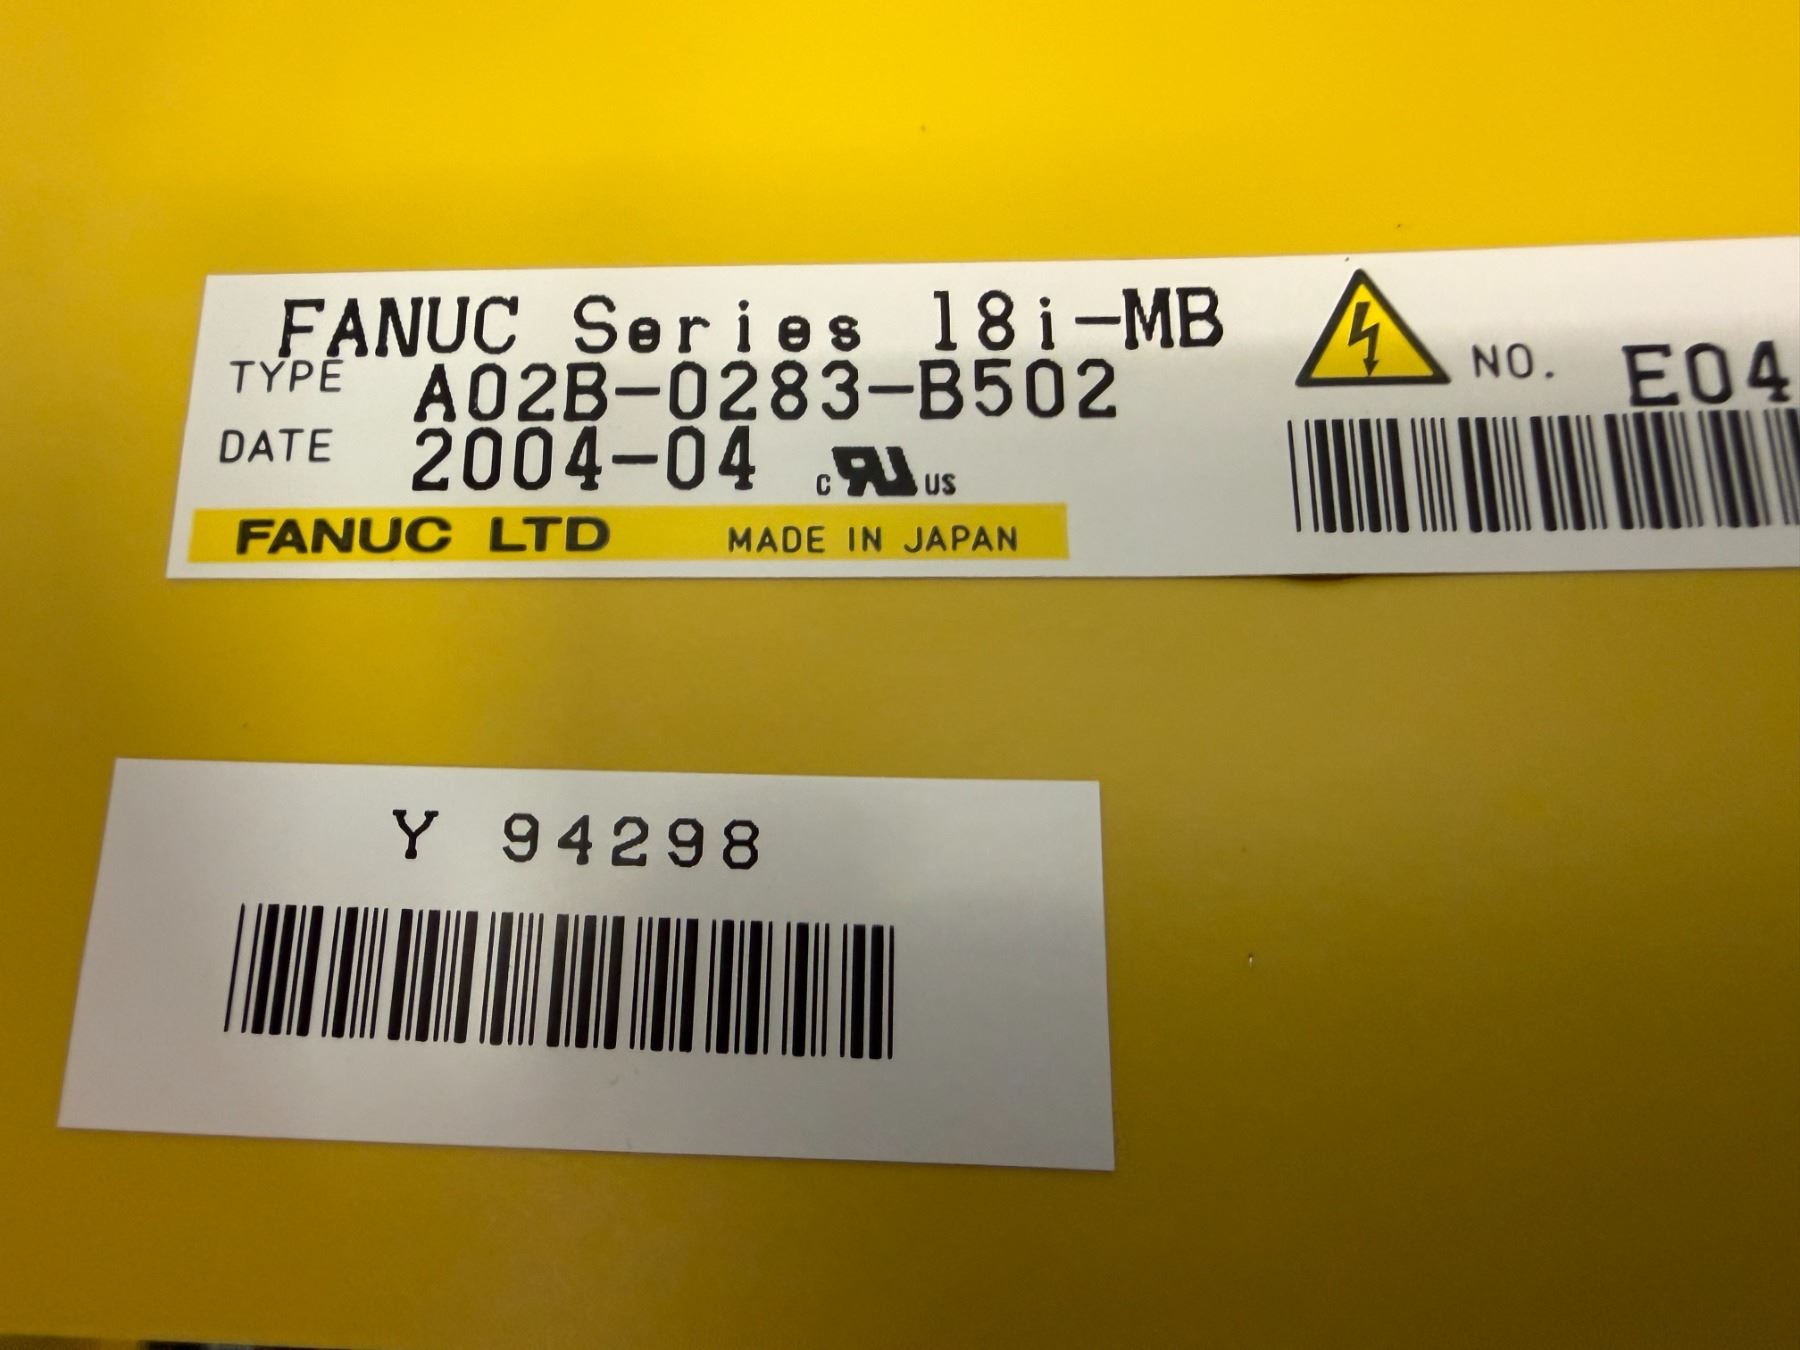 FANUC Series 18i-MB
TYPE A02B-0283-B502
DATE 2004-04
c RU US
FANUC LTD MADE IN JAPAN
NO. E04
Y 94298